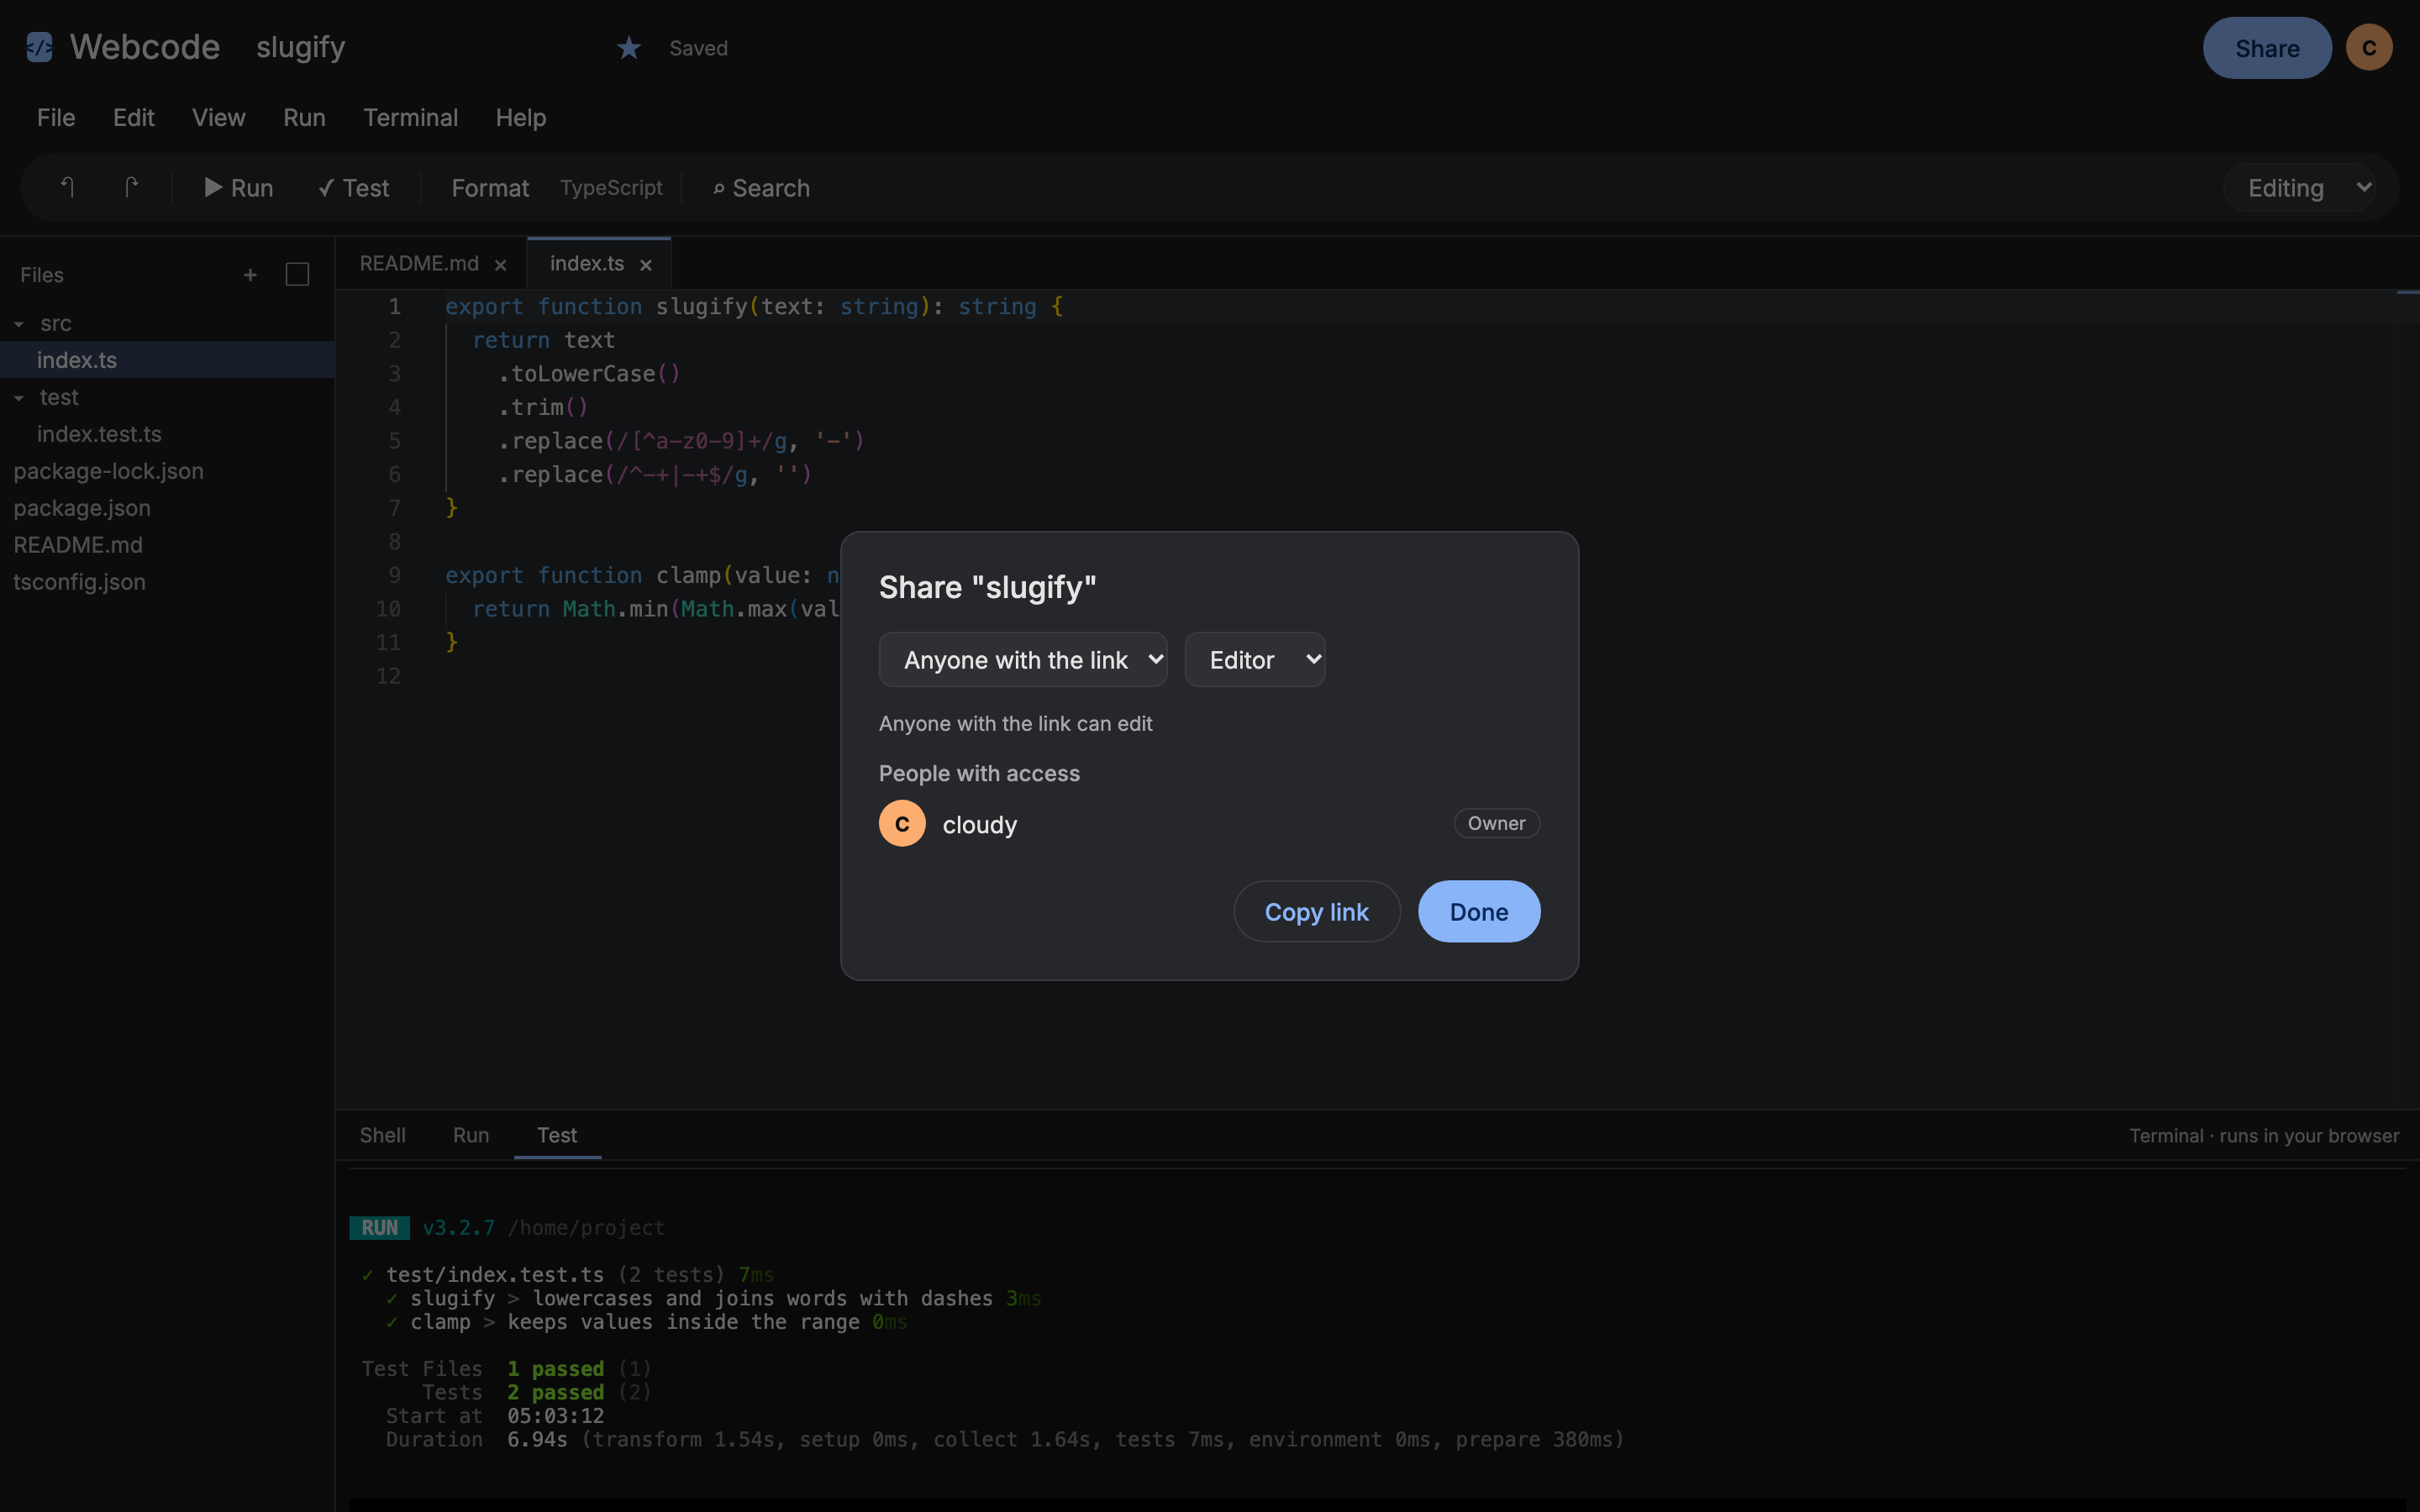 </> Webcode slugify ★ Saved Share C
File Edit View Run Terminal Help
Run ✓ Test Format TypeScript Search Editing
Files +
src
index.ts
test
index.test.ts
package-lock.json
package.json
README.md
tsconfig.json
README.md × index.ts ×
1 export function slugify(text: string): string {
2 return text
3 .toLowerCase()
4 .trim()
5 .replace(/[^a-z0-9]+/g, '-')
6 .replace(/^-+|-+$/g, '')
7 }
8
9 export function clamp(value: n
10 return Math.min(Math.max(val
11 }
12
Share "slugify"
Anyone with the link Editor
Anyone with the link can edit
People with access
C cloudy Owner
Copy link Done
Shell Run Test Terminal · runs in your browser
RUN v3.2.7 /home/project
✓ test/index.test.ts (2 tests) 7ms
✓ slugify > lowercases and joins words with dashes 3ms
✓ clamp > keeps values inside the range 0ms
Test Files 1 passed (1)
Tests 2 passed (2)
Start at 05:03:12
Duration 6.94s (transform 1.54s, setup 0ms, collect 1.64s, tests 7ms, environment 0ms, prepare 380ms)